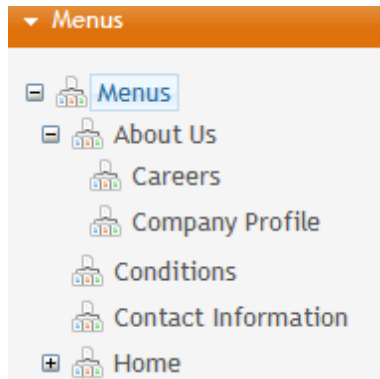 Menus
Menus
About Us
Careers
Company Profile
Conditions
Contact Information
Home